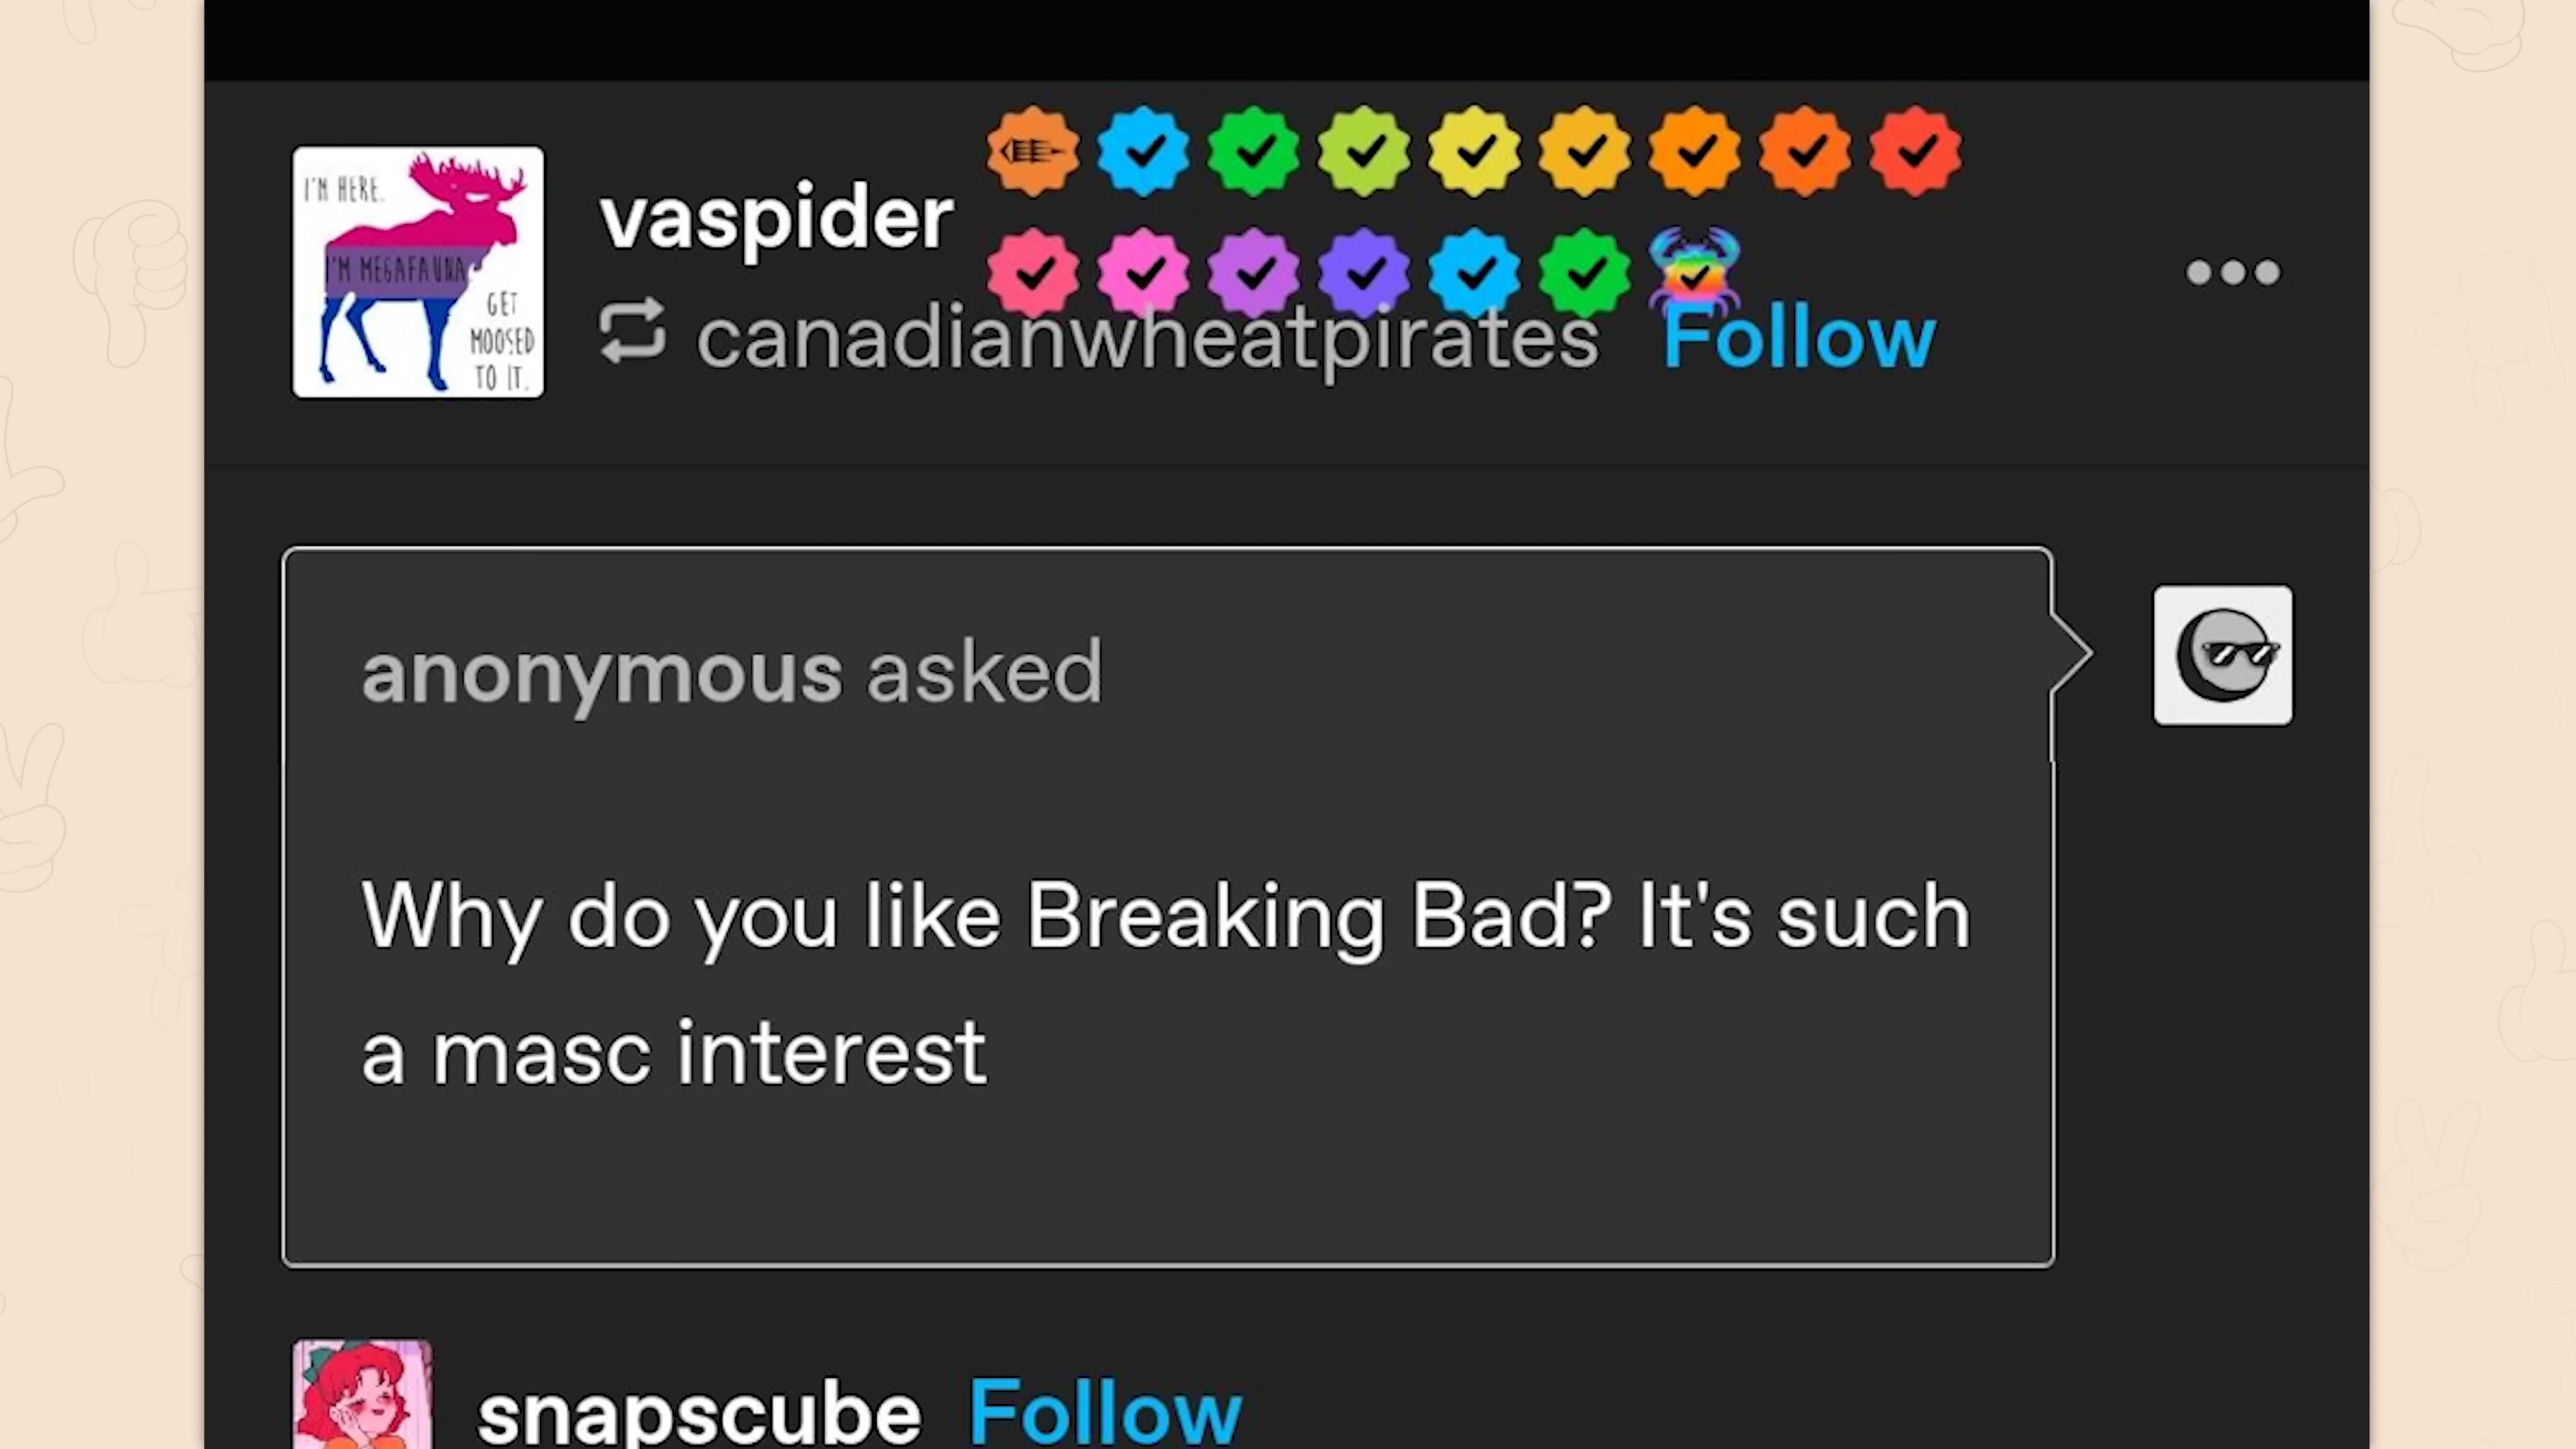 I'M HERE.
I'M MEGAFAUNA.
GET
MOOSED
TO IT.
vaspider
canadianwheatpirates Follow
anonymous asked
Why do you like Breaking Bad? It's such
a masc interest
snapscube Follow